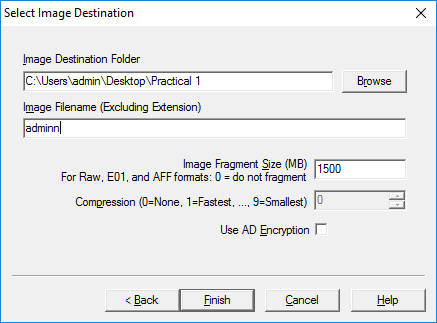 Select Image Destination
Image Destination Folder
C:\Users\admin\Desktop\Practical 1
Browse
Image Filename (Excluding Extension)
adminn
Image Fragment Size (MB)
1500
For Raw, E01, and AFF formats: 0 = do not fragment
Compression (0=None, 1=Fastest, ..., 9=Smallest)
0
Use AD Encryption
< Back
Finish
Cancel
Help